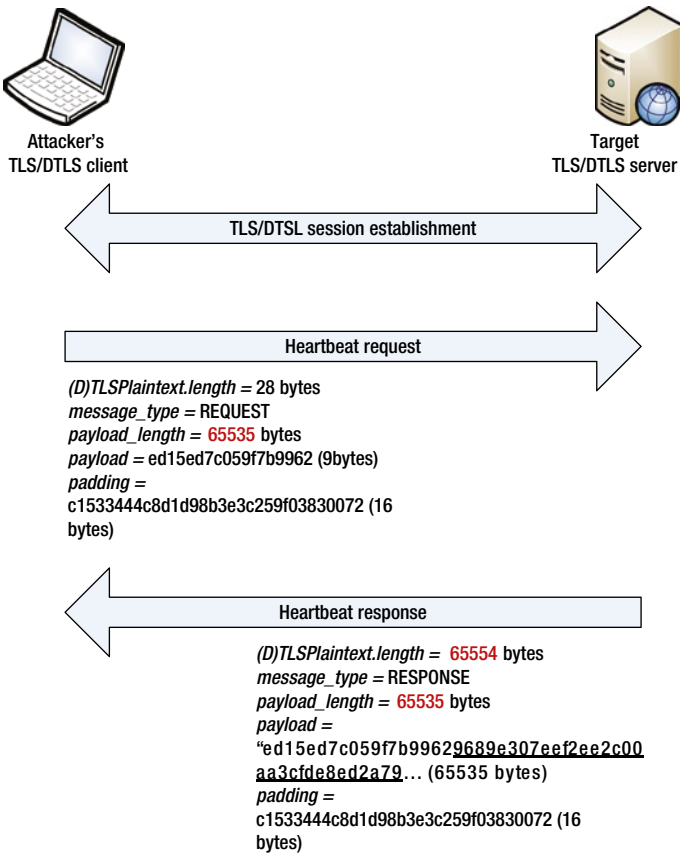 Attacker's
TLS/DTLS client
Target
TLS/DTLS server
TLS/DTSL session establishment
Heartbeat request
(D)TLSPlaintext.length = 28 bytes
message_type = REQUEST
payload_length = 65535 bytes
payload = ed15ed7c059f7b9962 (9bytes)
padding =
c1533444c8d1d98b3e3c259f03830072 (16
bytes)
Heartbeat response
(D)TLSPlaintext.length = 65554 bytes
message_type = RESPONSE
payload_length = 65535 bytes
payload =
“ed15ed7c059f7b99629689e307eef2ee2c00
aa3cfde8ed2a79... (65535 bytes)
padding =
c1533444c8d1d98b3e3c259f03830072 (16
bytes)